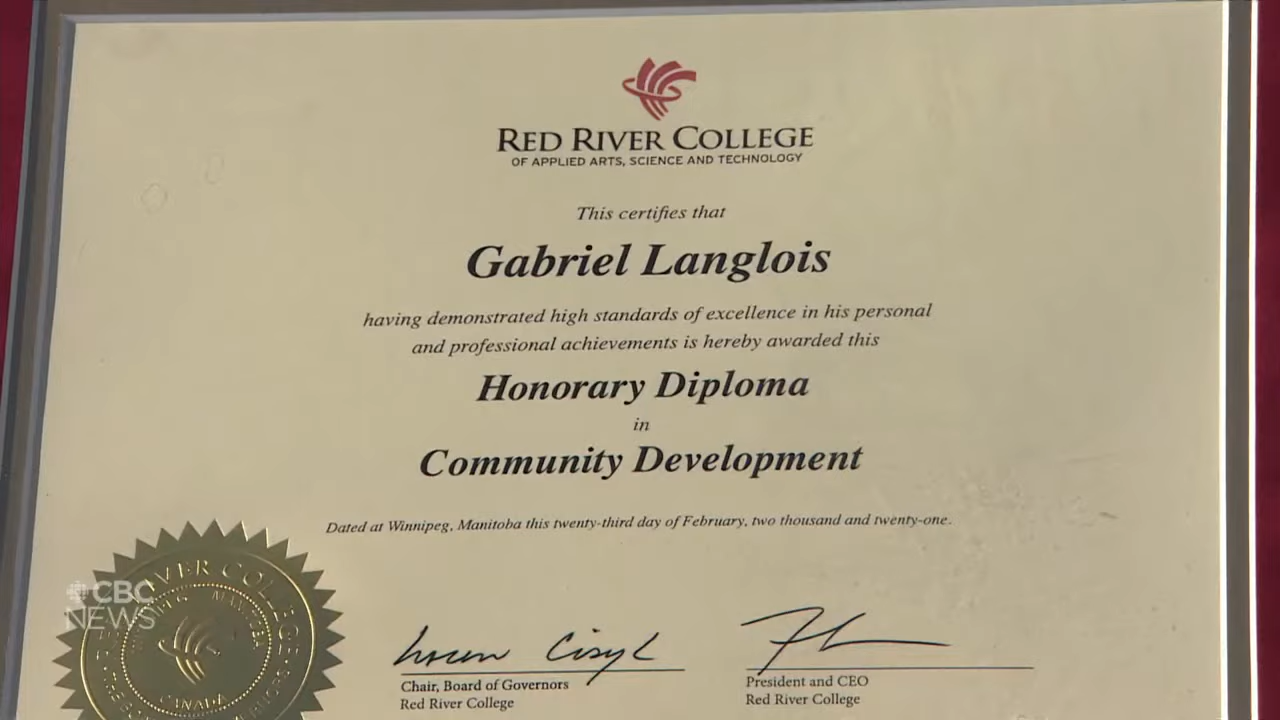 RED RIVER COLLEGE
OF APPLIED ARTS, SCIENCE AND TECHNOLOGY
This certifies that
Gabriel Langlois
having demonstrated high standards of excellence in his personal
and professional achievements is hereby awarded this
Honorary Diploma
in
Community Development
Dated at Winnipeg, Manitoba this twenty-third day of February, two thousand and twenty-one.
RIVER COLLEGE
CANADA
CBC
NEWS
Chair, Board of Governors
Red River College
President and CEO
Red River College